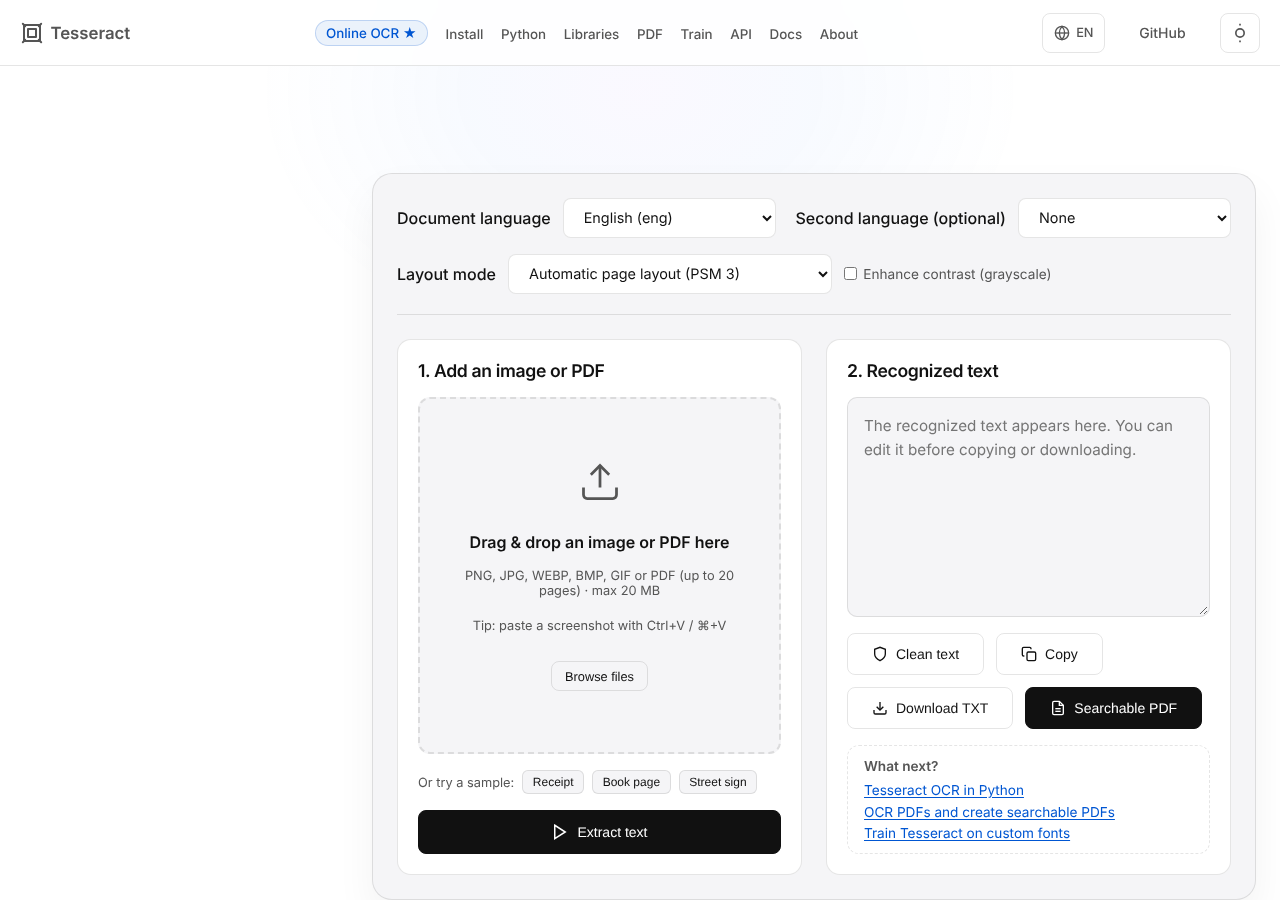 Tesseract
Online OCR ★
Install
Python
Libraries
PDF
Train
API
Docs
About
EN
GitHub
Document language
English (eng)
Second language (optional)
None
Layout mode
Automatic page layout (PSM 3)
Enhance contrast (grayscale)
1. Add an image or PDF
Drag & drop an image or PDF here
PNG, JPG, WEBP, BMP, GIF or PDF (up to 20
pages) · max 20 MB
Tip: paste a screenshot with Ctrl+V / ⌘+V
Browse files
Or try a sample:
Receipt
Book page
Street sign
Extract text
2. Recognized text
The recognized text appears here. You can
edit it before copying or downloading.
Clean text
Copy
Download TXT
Searchable PDF
What next?
Tesseract OCR in Python
OCR PDFs and create searchable PDFs
Train Tesseract on custom fonts